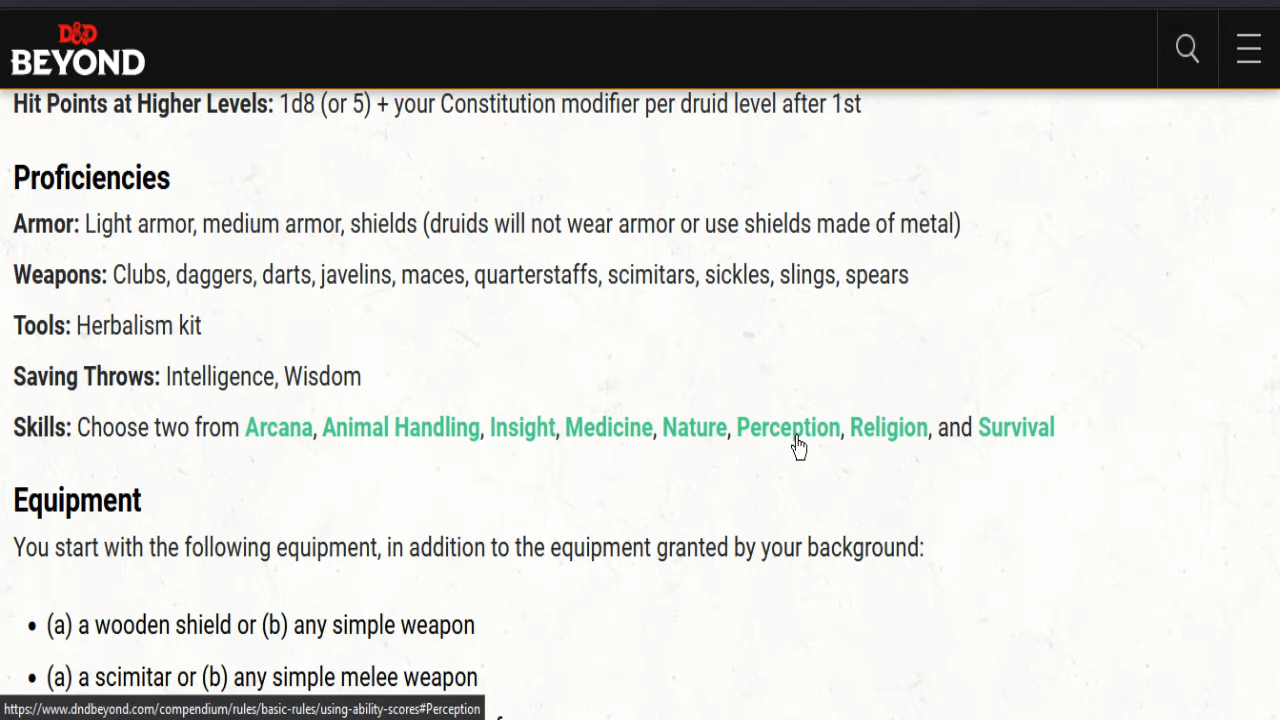 D&D
BEYOND
Hit Points at Higher Levels: 1d8 (or 5) + your Constitution modifier per druid level after 1st
Proficiencies
Armor: Light armor, medium armor, shields (druids will not wear armor or use shields made of metal)
Weapons: Clubs, daggers, darts, javelins, maces, quarterstaffs, scimitars, sickles, slings, spears
Tools: Herbalism kit
Saving Throws: Intelligence, Wisdom
Skills: Choose two from Arcana, Animal Handling, Insight, Medicine, Nature, Perception, Religion, and Survival
Equipment
You start with the following equipment, in addition to the equipment granted by your background:
• (a) a wooden shield or (b) any simple weapon
• (a) a scimitar or (b) any simple melee weapon
https://www.dndbeyond.com/compendium/rules/basic-rules/using-ability-scores#Perception